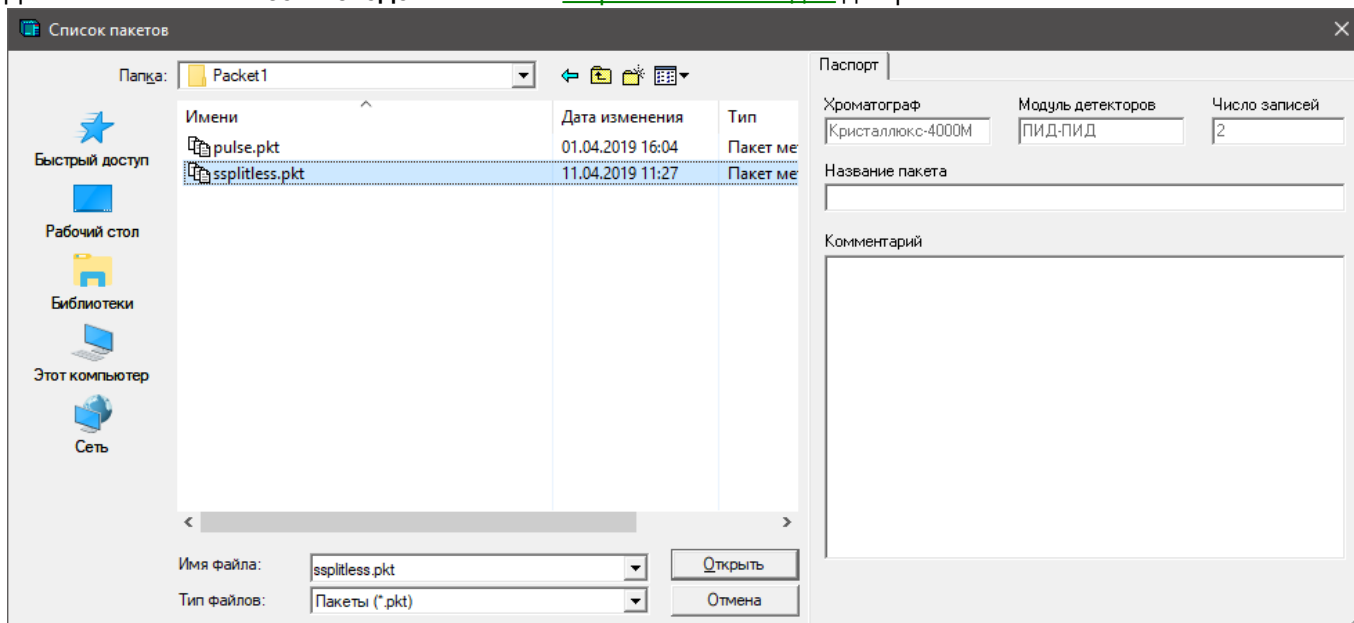 Список пакетов
Папка: Packet1
Имени Дата изменения Тип
pulse.pkt 01.04.2019 16:04 Пакет ме
ssplitless.pkt 11.04.2019 11:27 Пакет ме
Быстрый доступ
Рабочий стол
Библиотеки
Этот компьютер
Сеть
Имя файла: ssplitless.pkt Открыть
Тип файлов: Пакеты (*.pkt) Отмена
Паспорт
Хроматограф Модуль детекторов Число записей
Кристаллюкс-4000М ПИД-ПИД 2
Название пакета
Комментарий